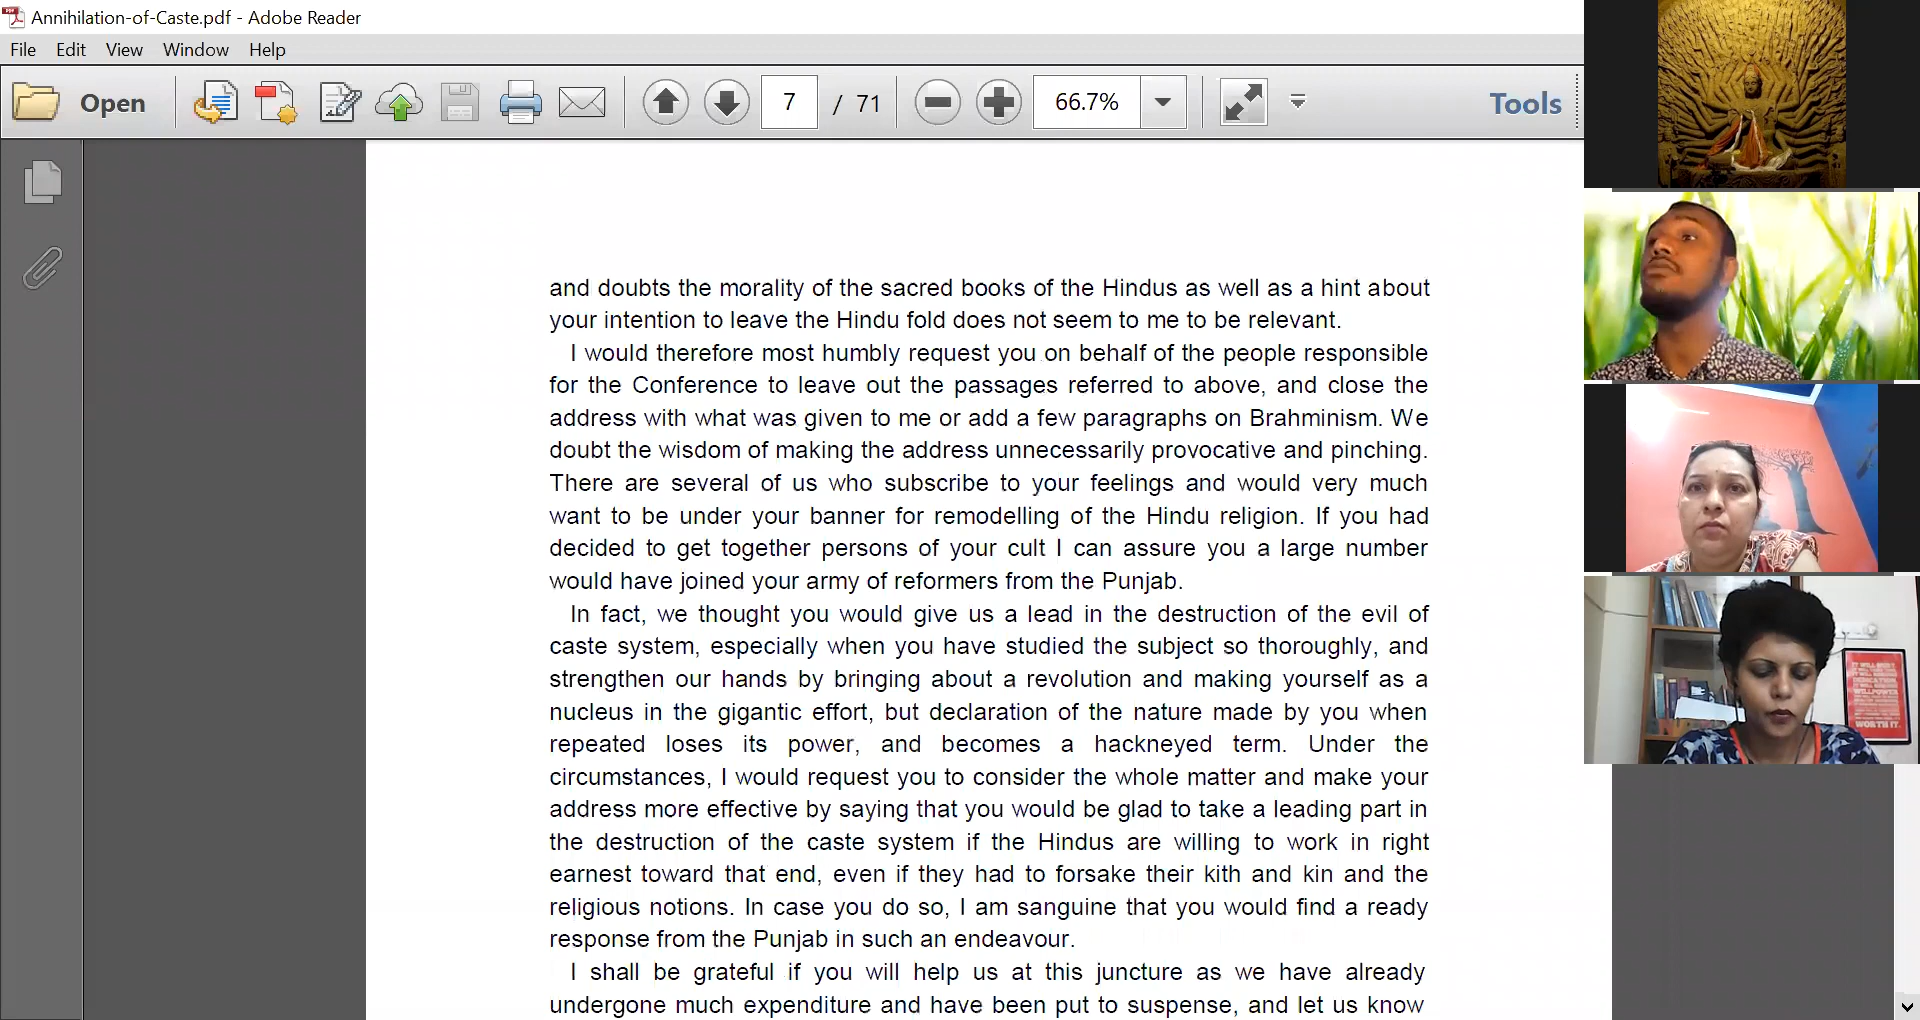 Annihilation-of-Caste.pdf - Adobe Reader
File Edit View Window Help
Open 7 / 71 66.7% Tools
and doubts the morality of the sacred books of the Hindus as well as a hint about
your intention to leave the Hindu fold does not seem to me to be relevant.
I would therefore most humbly request you on behalf of the people responsible
for the Conference to leave out the passages referred to above, and close the
address with what was given to me or add a few paragraphs on Brahminism. We
doubt the wisdom of making the address unnecessarily provocative and pinching.
There are several of us who subscribe to your feelings and would very much
want to be under your banner for remodelling of the Hindu religion. If you had
decided to get together persons of your cult I can assure you a large number
would have joined your army of reformers from the Punjab.
In fact, we thought you would give us a lead in the destruction of the evil of
caste system, especially when you have studied the subject so thoroughly, and
strengthen our hands by bringing about a revolution and making yourself as a
nucleus in the gigantic effort, but declaration of the nature made by you when
repeated loses its power, and becomes a hackneyed term. Under the
circumstances, I would request you to consider the whole matter and make your
address more effective by saying that you would be glad to take a leading part in
the destruction of the caste system if the Hindus are willing to work in right
earnest toward that end, even if they had to forsake their kith and kin and the
religious notions. In case you do so, I am sanguine that you would find a ready
response from the Punjab in such an endeavour.
I shall be grateful if you will help us at this juncture as we have already
undergone much expenditure and have been put to suspense, and let us know
WORTH IT.